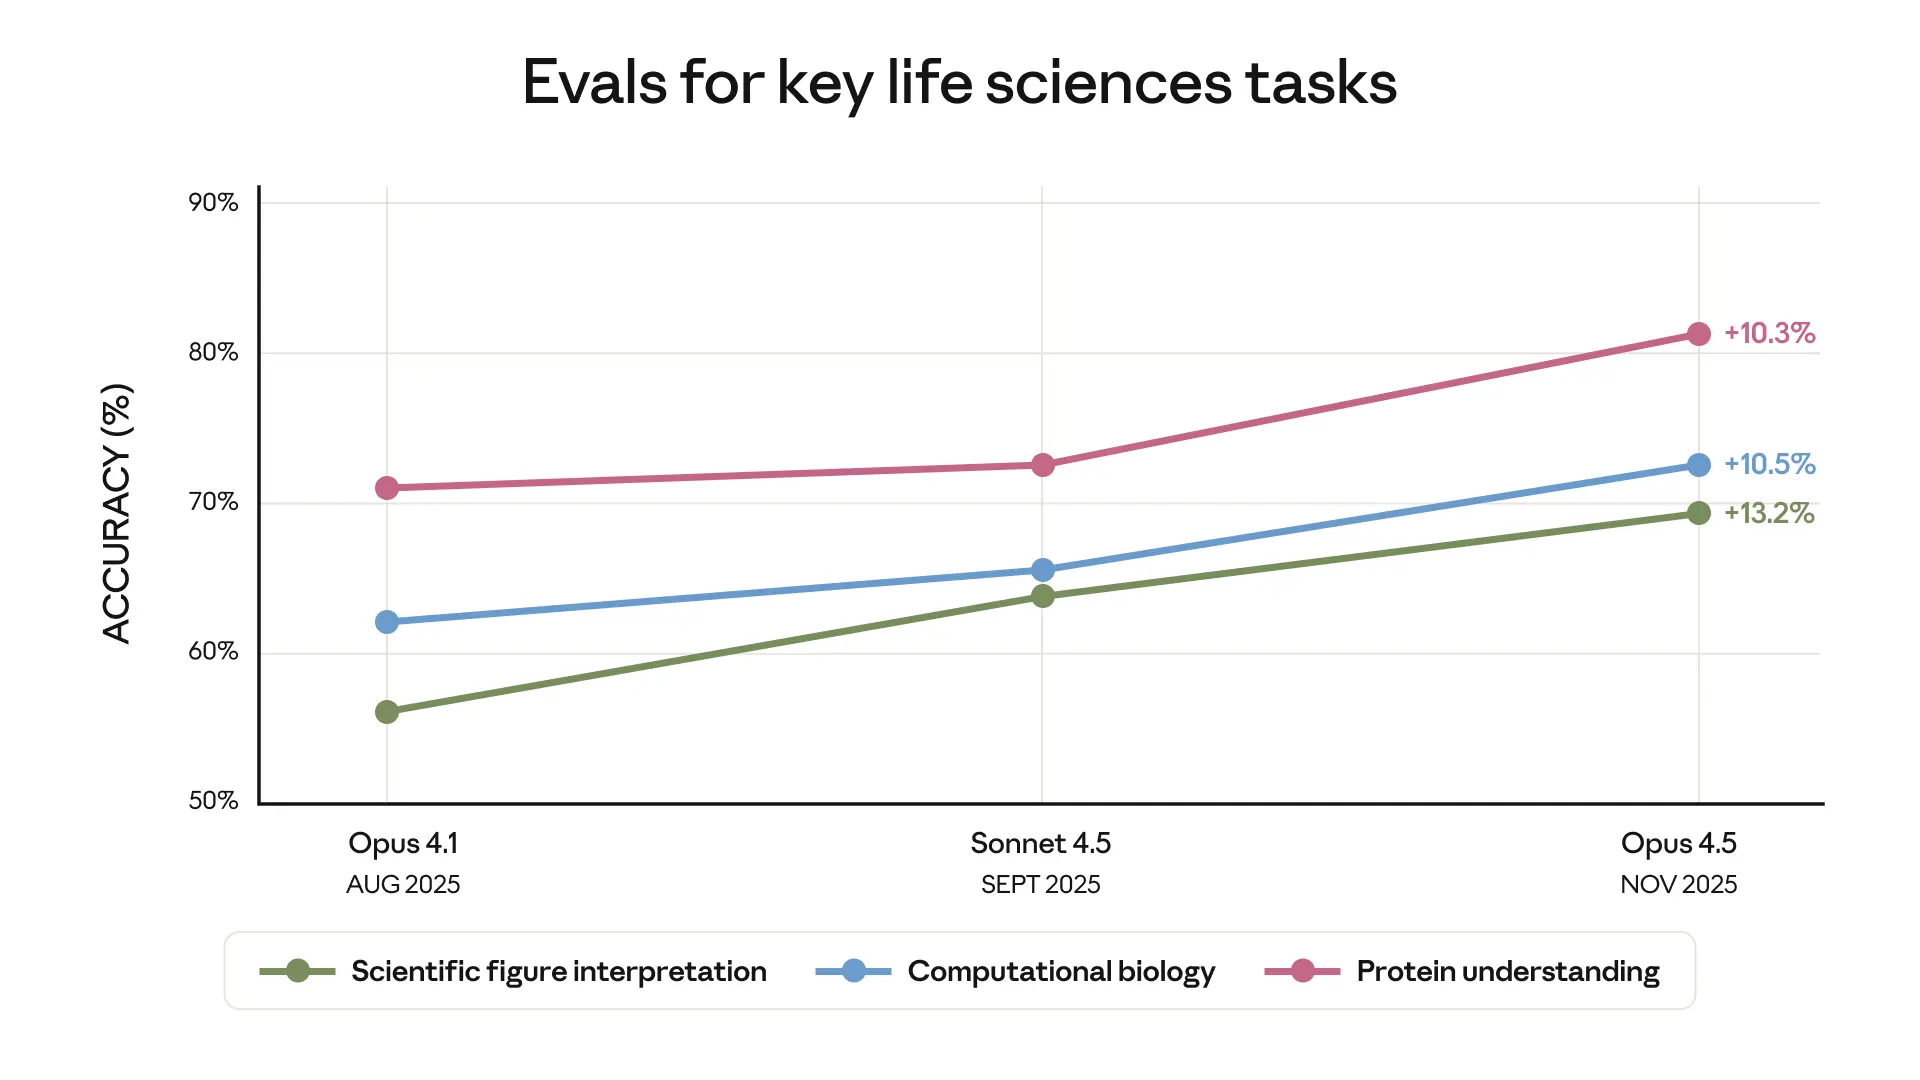 Evals for key life sciences tasks
ACCURACY (%)
90%
80%
70%
60%
50%
+10.3%
+10.5%
+13.2%
Opus 4.1
AUG 2025
Sonnet 4.5
SEPT 2025
Opus 4.5
NOV 2025
Scientific figure interpretation
Computational biology
Protein understanding